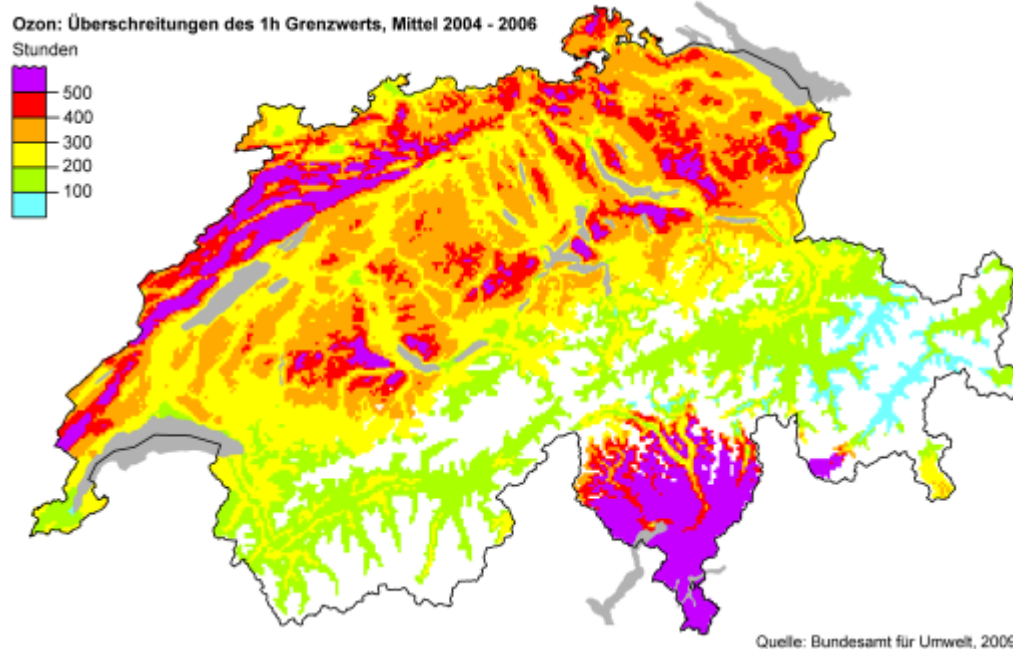 Ozon: Überschreitungen des 1h Grenzwerts, Mittel 2004 - 2006
Stunden
500
400
300
200
100
Quelle: Bundesamt für Umwelt, 2009